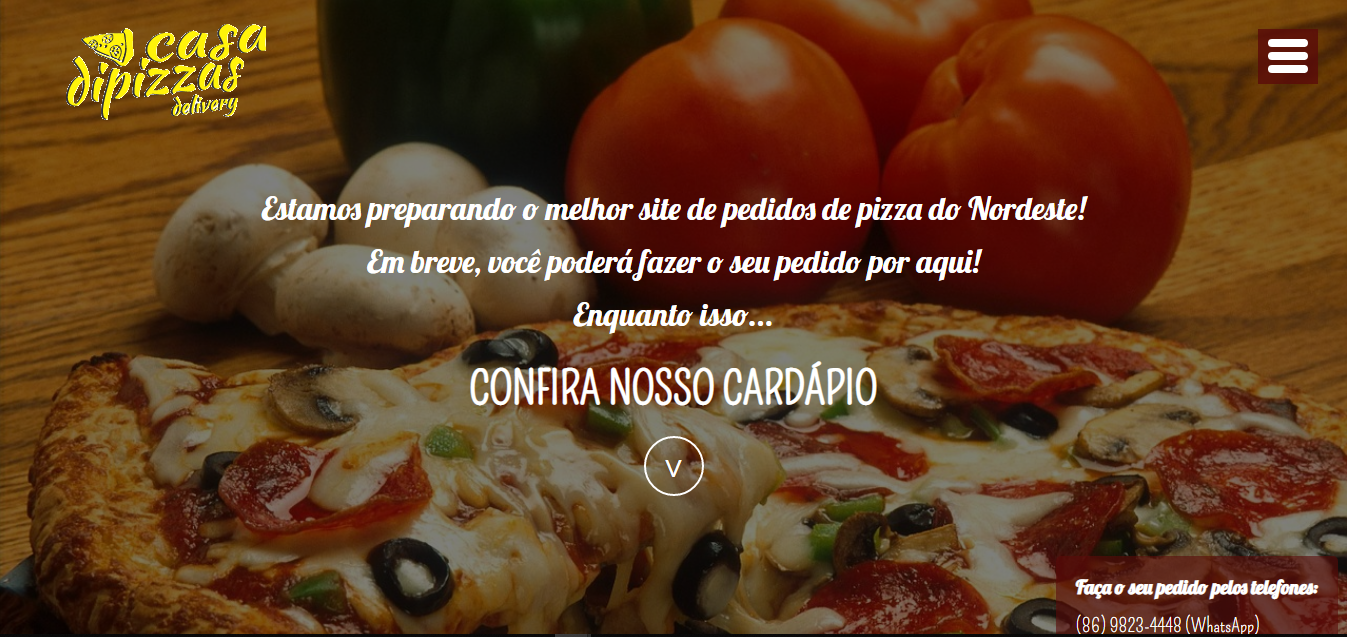 casa
dipizzas
delivery
Estamos preparando o melhor site de pedidos de pizza do Nordeste!
Em breve, você poderá fazer o seu pedido por aqui!
Enquanto isso...
CONFIRA NOSSO CARDÁPIO
V
Faça o seu pedido pelos telefones:
(86) 9823-4448 (WhatsApp)